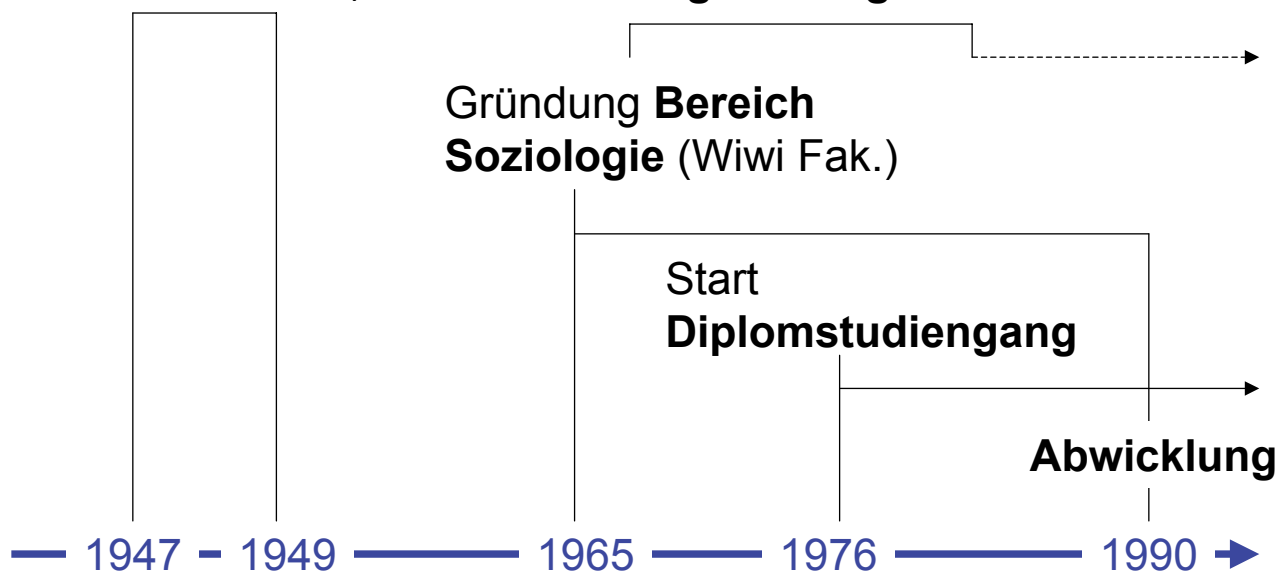 Gründung Bereich
Soziologie (Wiwi Fak.)
Start
Diplomstudiengang
Abwicklung
1947 1949 1965 1976 1990